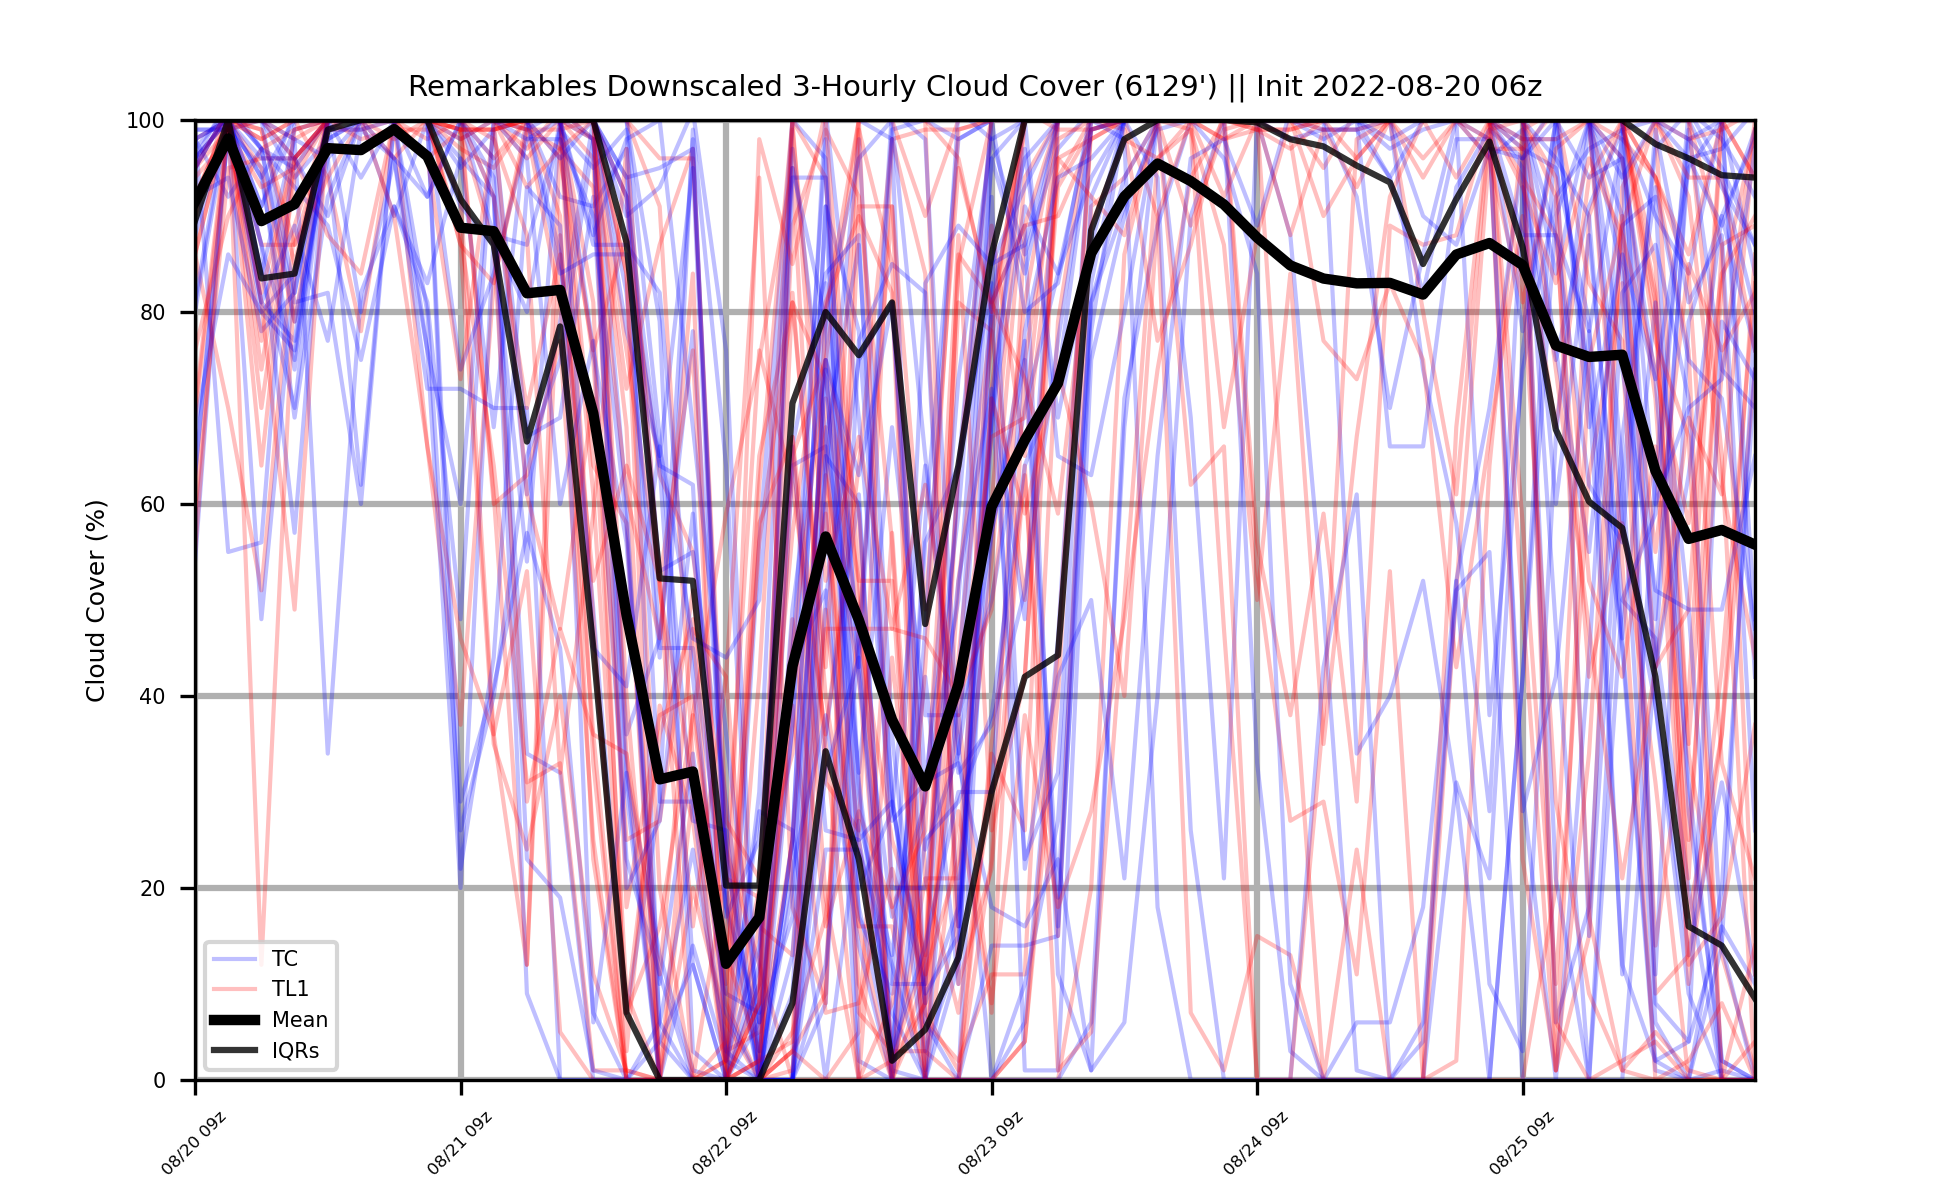 Remarkables Downscaled 3-Hourly Cloud Cover (6129') || Init 2022-08-20 06z
Cloud Cover (%)
100
80
60
40
20
0
TC
TL1
Mean
IQRs
08/20 09z
08/21 09z
08/22 09z
08/23 09z
08/24 09z
08/25 09z